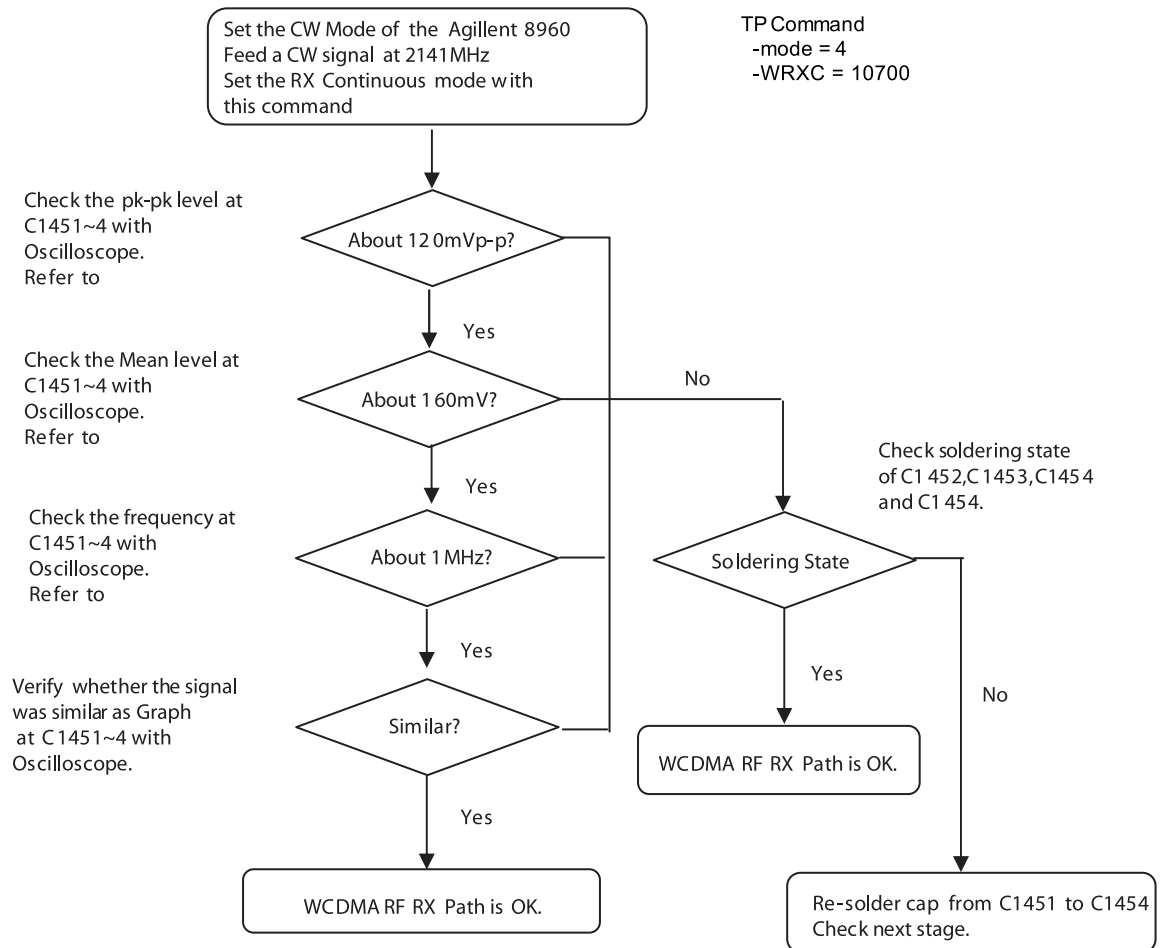 Set the CW Mode of the Agillent 8960
Feed a CW signal at 2141MHz
Set the RX Continuous mode with
this command
TP Command
-mode = 4
-WRXC = 10700
Check the pk-pk level at
C1451~4 with
Oscilloscope.
Refer to
About 120mVp-p?
Yes
Check the Mean level at
C1451~4 with
Oscilloscope.
Refer to
About 160mV?
No
Yes
Check soldering state
of C1452,C1453,C1454
and C1454.
Check the frequency at
C1451~4 with
Oscilloscope.
Refer to
About 1MHz?
Soldering State
Yes
Yes
No
Verify whether the signal
was similar as Graph
at C1451~4 with
Oscilloscope.
Similar?
WCDMA RF RX Path is OK.
Yes
WCDMA RF RX Path is OK.
Re-solder cap from C1451 to C1454
Check next stage.